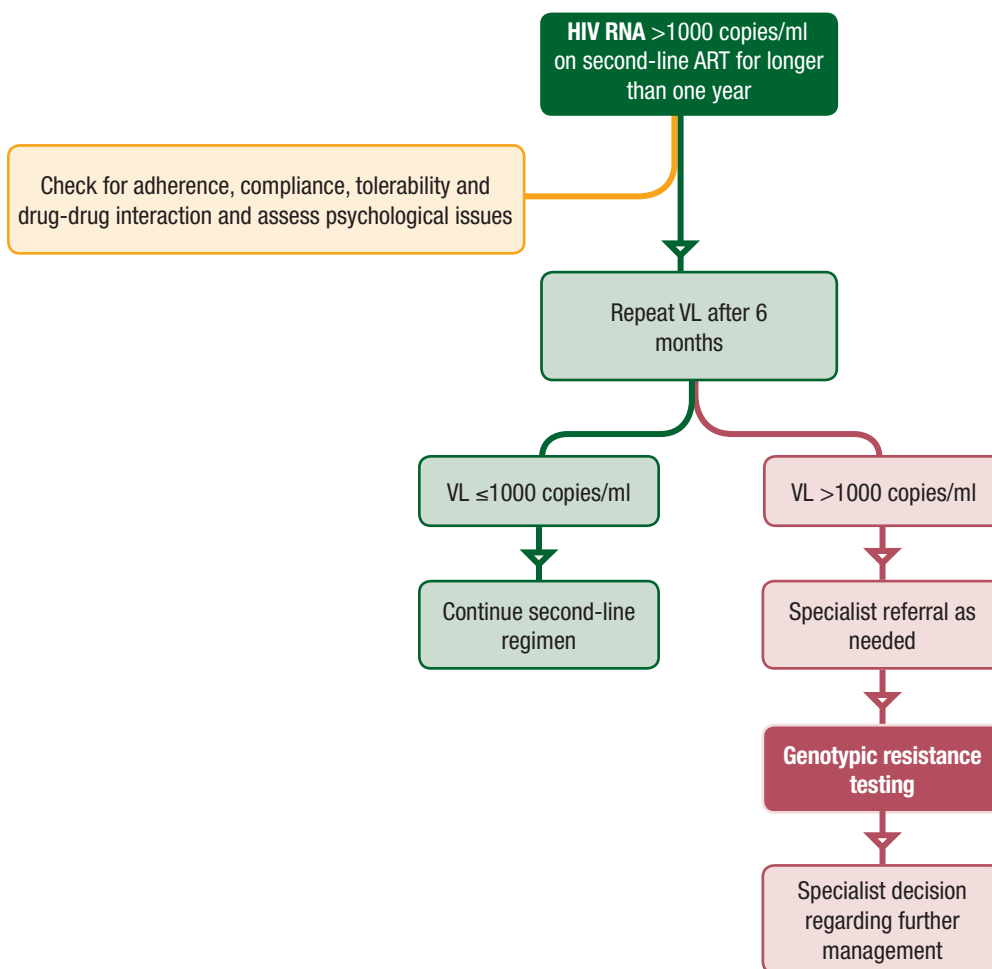 HIV RNA >1000 copies/ml
on second-line ART for longer
than one year
Check for adherence, compliance, tolerability and
drug-drug interaction and assess psychological issues
Repeat VL after 6
months
VL ≤1000 copies/ml
VL >1000 copies/ml
Continue second-line
regimen
Specialist referral as
needed
Genotypic resistance
testing
Specialist decision
regarding further
management